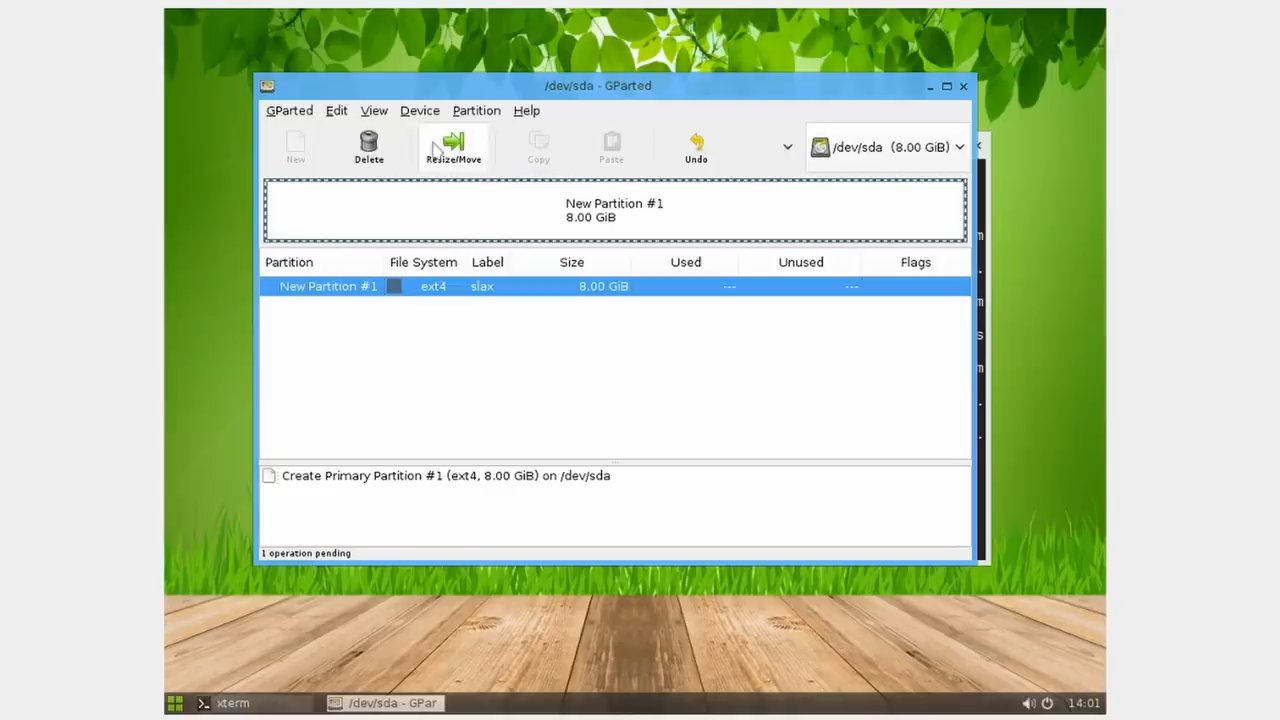 /dev/sda - GParted
GParted Edit View Device Partition Help
New Delete Resize/Move Copy Paste Undo /dev/sda (8.00 GiB)
New Partition #1
8.00 GiB
Partition File System Label Size Used Unused Flags
New Partition #1 ext4 slax 8.00 GiB --- ---
Create Primary Partition #1 (ext4, 8.00 GiB) on /dev/sda
1 operation pending
xterm /dev/sda - GPar 14:01